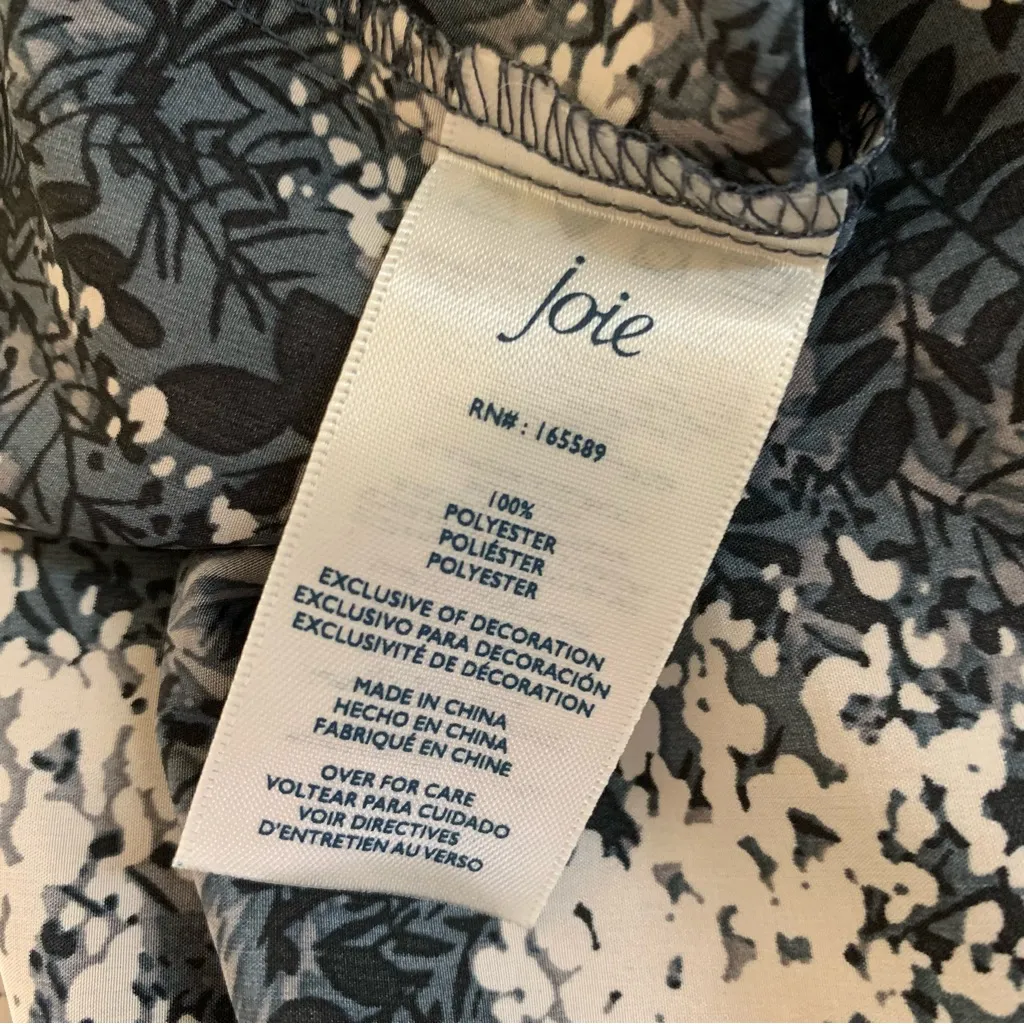 joie
RN# : 165589
100%
POLYESTER
POLIÉSTER
POLYESTER
EXCLUSIVE OF DECORATION
EXCLUSIVO PARA DECORACIÓN
EXCLUSIVITÉ DE DÉCORATION
MADE IN CHINA
HECHO EN CHINA
FABRIQUÉ EN CHINE
OVER FOR CARE
VOLTEAR PARA CUIDADO
VOIR DIRECTIVES
D'ENTRETIEN AU VERSO